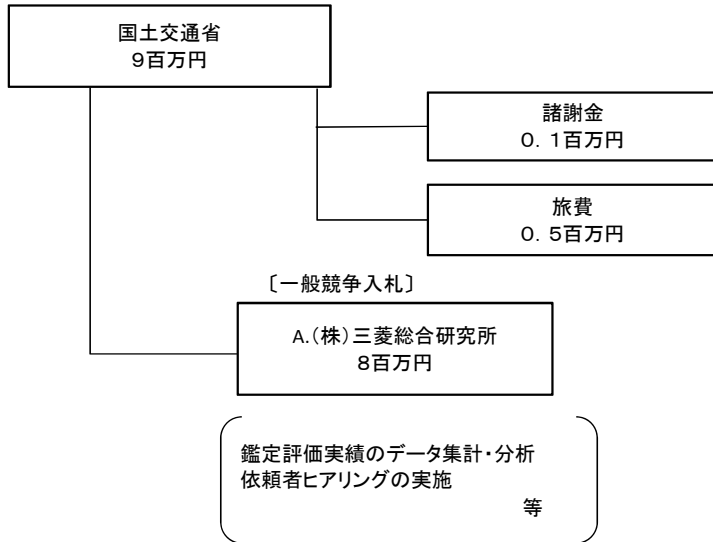 国土交通省
9百万円
諸謝金
0．1百万円
旅費
0．5百万円
〔一般競争入札〕
A.（株）三菱総合研究所
8百万円
鑑定評価実績のデータ集計・分析
依頼者ヒアリングの実施
等